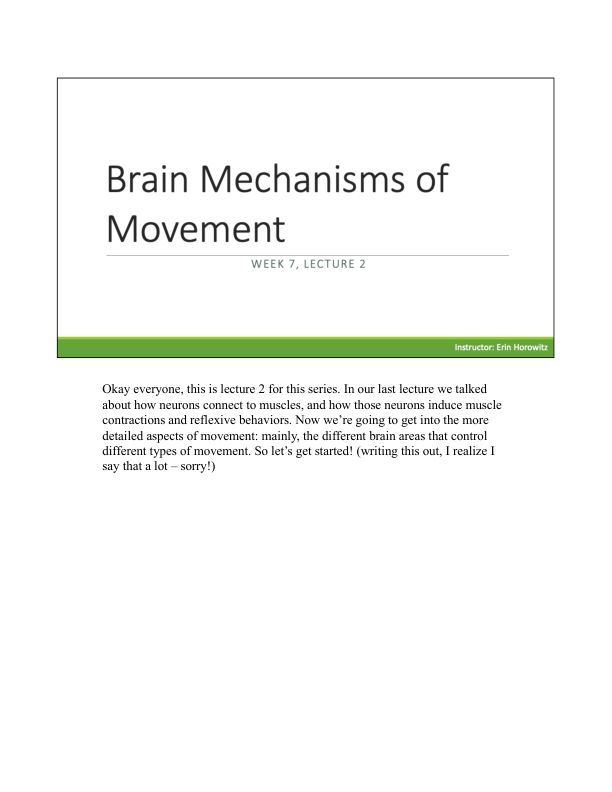 Brain Mechanisms of
Movement
WEEK 7, LECTURE 2
Instructor: Erin Horowitz
Okay everyone, this is lecture 2 for this series. In our last lecture we talked
about how neurons connect to muscles, and how those neurons induce muscle
contractions and reflexive behaviors. Now we’re going to get into the more
detailed aspects of movement: mainly, the different brain areas that control
different types of movement. So let’s get started! (writing this out, I realize I
say that a lot – sorry!)